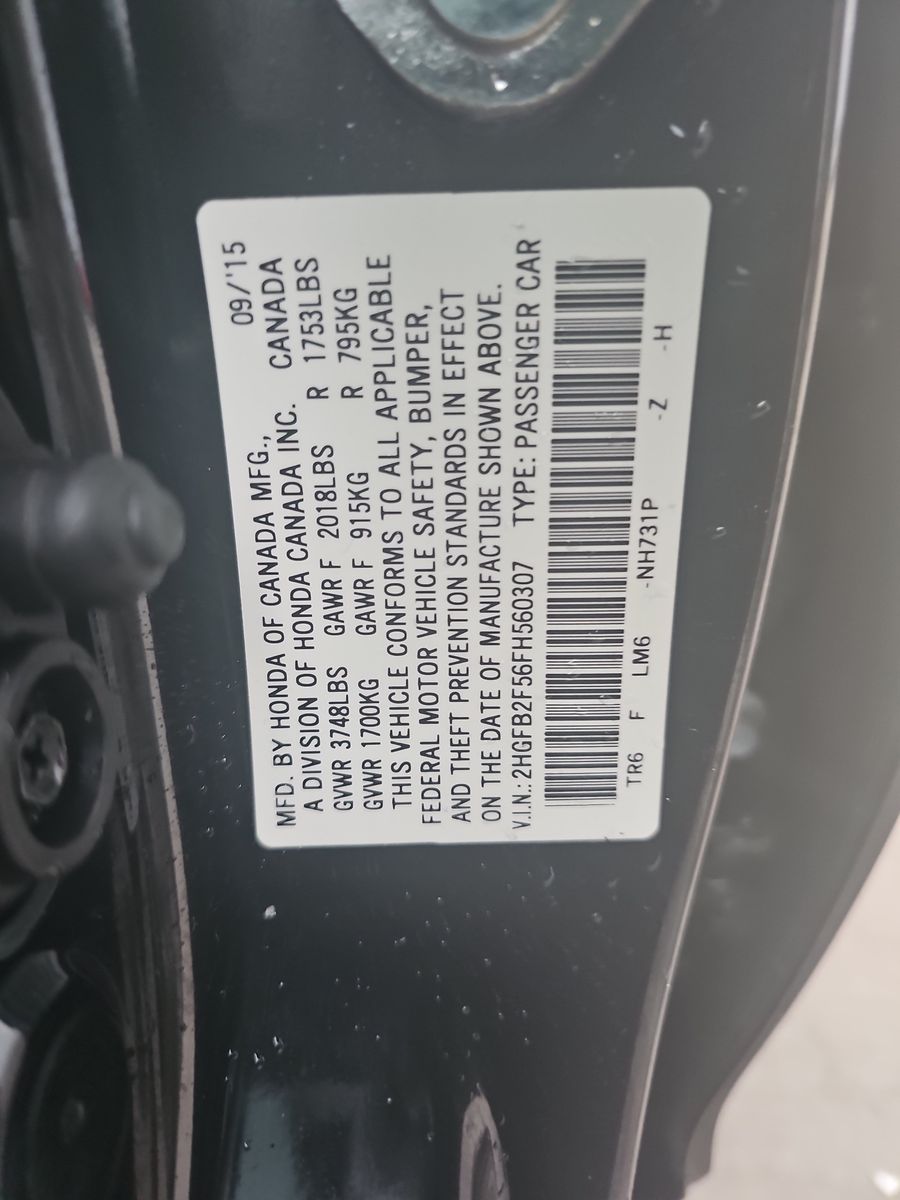 09/'15
MFD. BY HONDA OF CANADA MFG.,
A DIVISION OF HONDA CANADA INC. CANADA
GVWR 3748LBS GAWR F 2018LBS R 1753LBS
GVWR 1700KG GAWR F 915KG R 795KG
THIS VEHICLE CONFORMS TO ALL APPLICABLE
FEDERAL MOTOR VEHICLE SAFETY, BUMPER,
AND THEFT PREVENTION STANDARDS IN EFFECT
ON THE DATE OF MANUFACTURE SHOWN ABOVE.
V.I.N.: 2HGFB2F56FH560307 TYPE: PASSENGER CAR
TR6 F LM6 -NH731P -Z -H